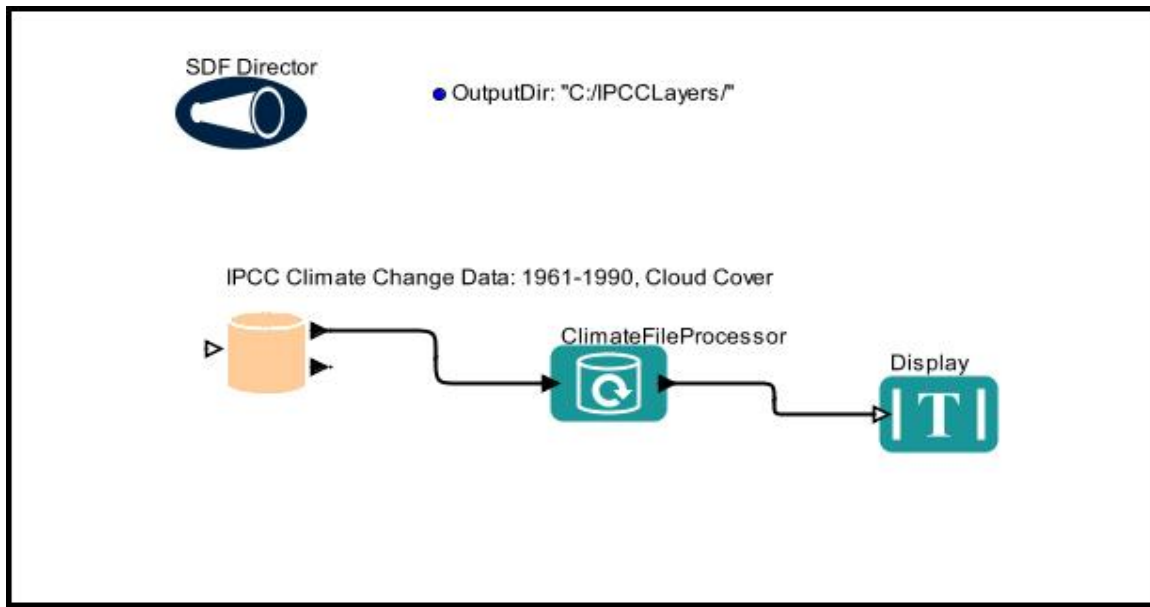 SDF Director
OutputDir: "C:/IPCCLayers/"
IPCC Climate Change Data: 1961-1990, Cloud Cover
ClimateFileProcessor
Display
T